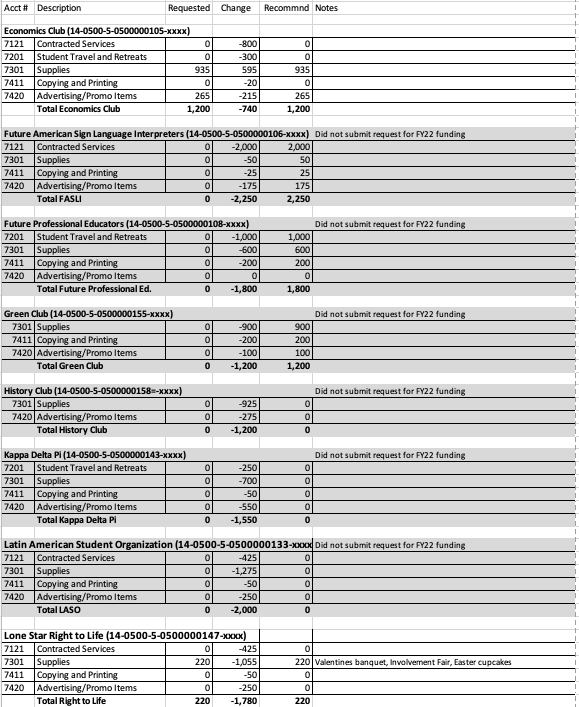 Acct # Description Requested Change Recommnd Notes
Economics Club (14-0500-5-0500000105-xxxx)
7121 Contracted Services 0 -800 0
7201 Student Travel and Retreats 0 -300 0
7301 Supplies 935 595 935
7411 Copying and Printing 0 -20 0
7420 Advertising/Promo Items 265 -215 265
Total Economics Club 1,200 -740 1,200
Future American Sign Language Interpreters (14-0500-5-0500000106-xxxx) Did not submit request for FY22 funding
7121 Contracted Services 0 -2,000 2,000
7301 Supplies 0 -50 50
7411 Copying and Printing 0 -25 25
7420 Advertising/Promo Items 0 -175 175
Total FASLI 0 -2,250 2,250
Future Professional Educators (14-0500-5-0500000108-xxxx) Did not submit request for FY22 funding
7201 Student Travel and Retreats 0 -1,000 1,000
7301 Supplies 0 -600 600
7411 Copying and Printing 0 -200 200
7420 Advertising/Promo Items 0 0 0
Total Future Professional Ed. 0 -1,800 1,800
Green Club (14-0500-5-0500000155-xxxx) Did not submit request for FY22 funding
7301 Supplies 0 -900 900
7411 Copying and Printing 0 -200 200
7420 Advertising/Promo Items 0 -100 100
Total Green Club 0 -1,200 1,200
History Club (14-0500-5-0500000158=-xxxx) Did not submit request for FY22 funding
7301 Supplies 0 -925 0
7420 Advertising/Promo Items 0 -275 0
Total History Club 0 -1,200 0
Kappa Delta Pi (14-0500-5-0500000143-xxxx) Did not submit request for FY22 funding
7201 Student Travel and Retreats 0 -250 0
7301 Supplies 0 -700 0
7411 Copying and Printing 0 -50 0
7420 Advertising/Promo Items 0 -550 0
Total Kappa Delta Pi 0 -1,550 0
Latin American Student Organization (14-0500-5-0500000133-xxxx Did not submit request for FY22 funding
7121 Contracted Services 0 -425 0
7301 Supplies 0 -1,275 0
7411 Copying and Printing 0 -50 0
7420 Advertising/Promo Items 0 -250 0
Total LASO 0 -2,000 0
Lone Star Right to Life (14-0500-5-0500000147-xxxx)
7121 Contracted Services 0 -425 0
7301 Supplies 220 -1,055 220 Valentines banquet, Involvement Fair, Easter cupcakes
7411 Copying and Printing 0 -50 0
7420 Advertising/Promo Items 0 -250 0
Total Right to Life 220 -1,780 220